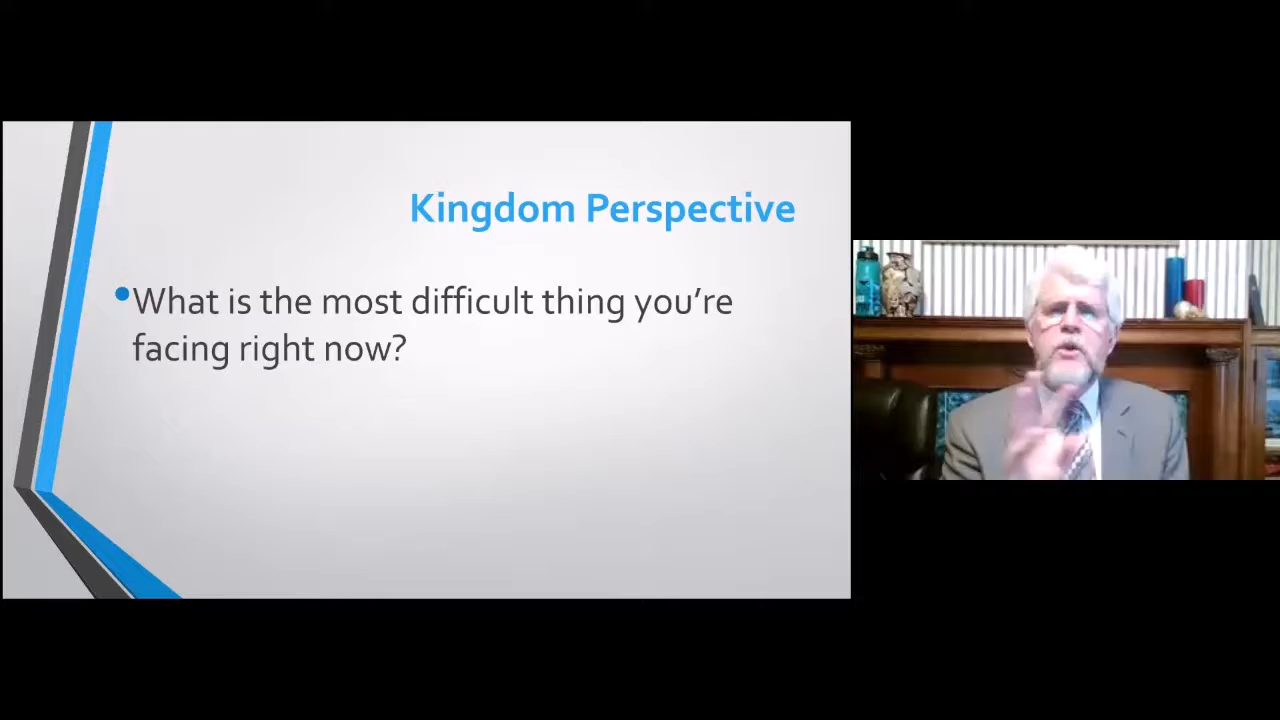 Kingdom Perspective
What is the most difficult thing you’re
facing right now?